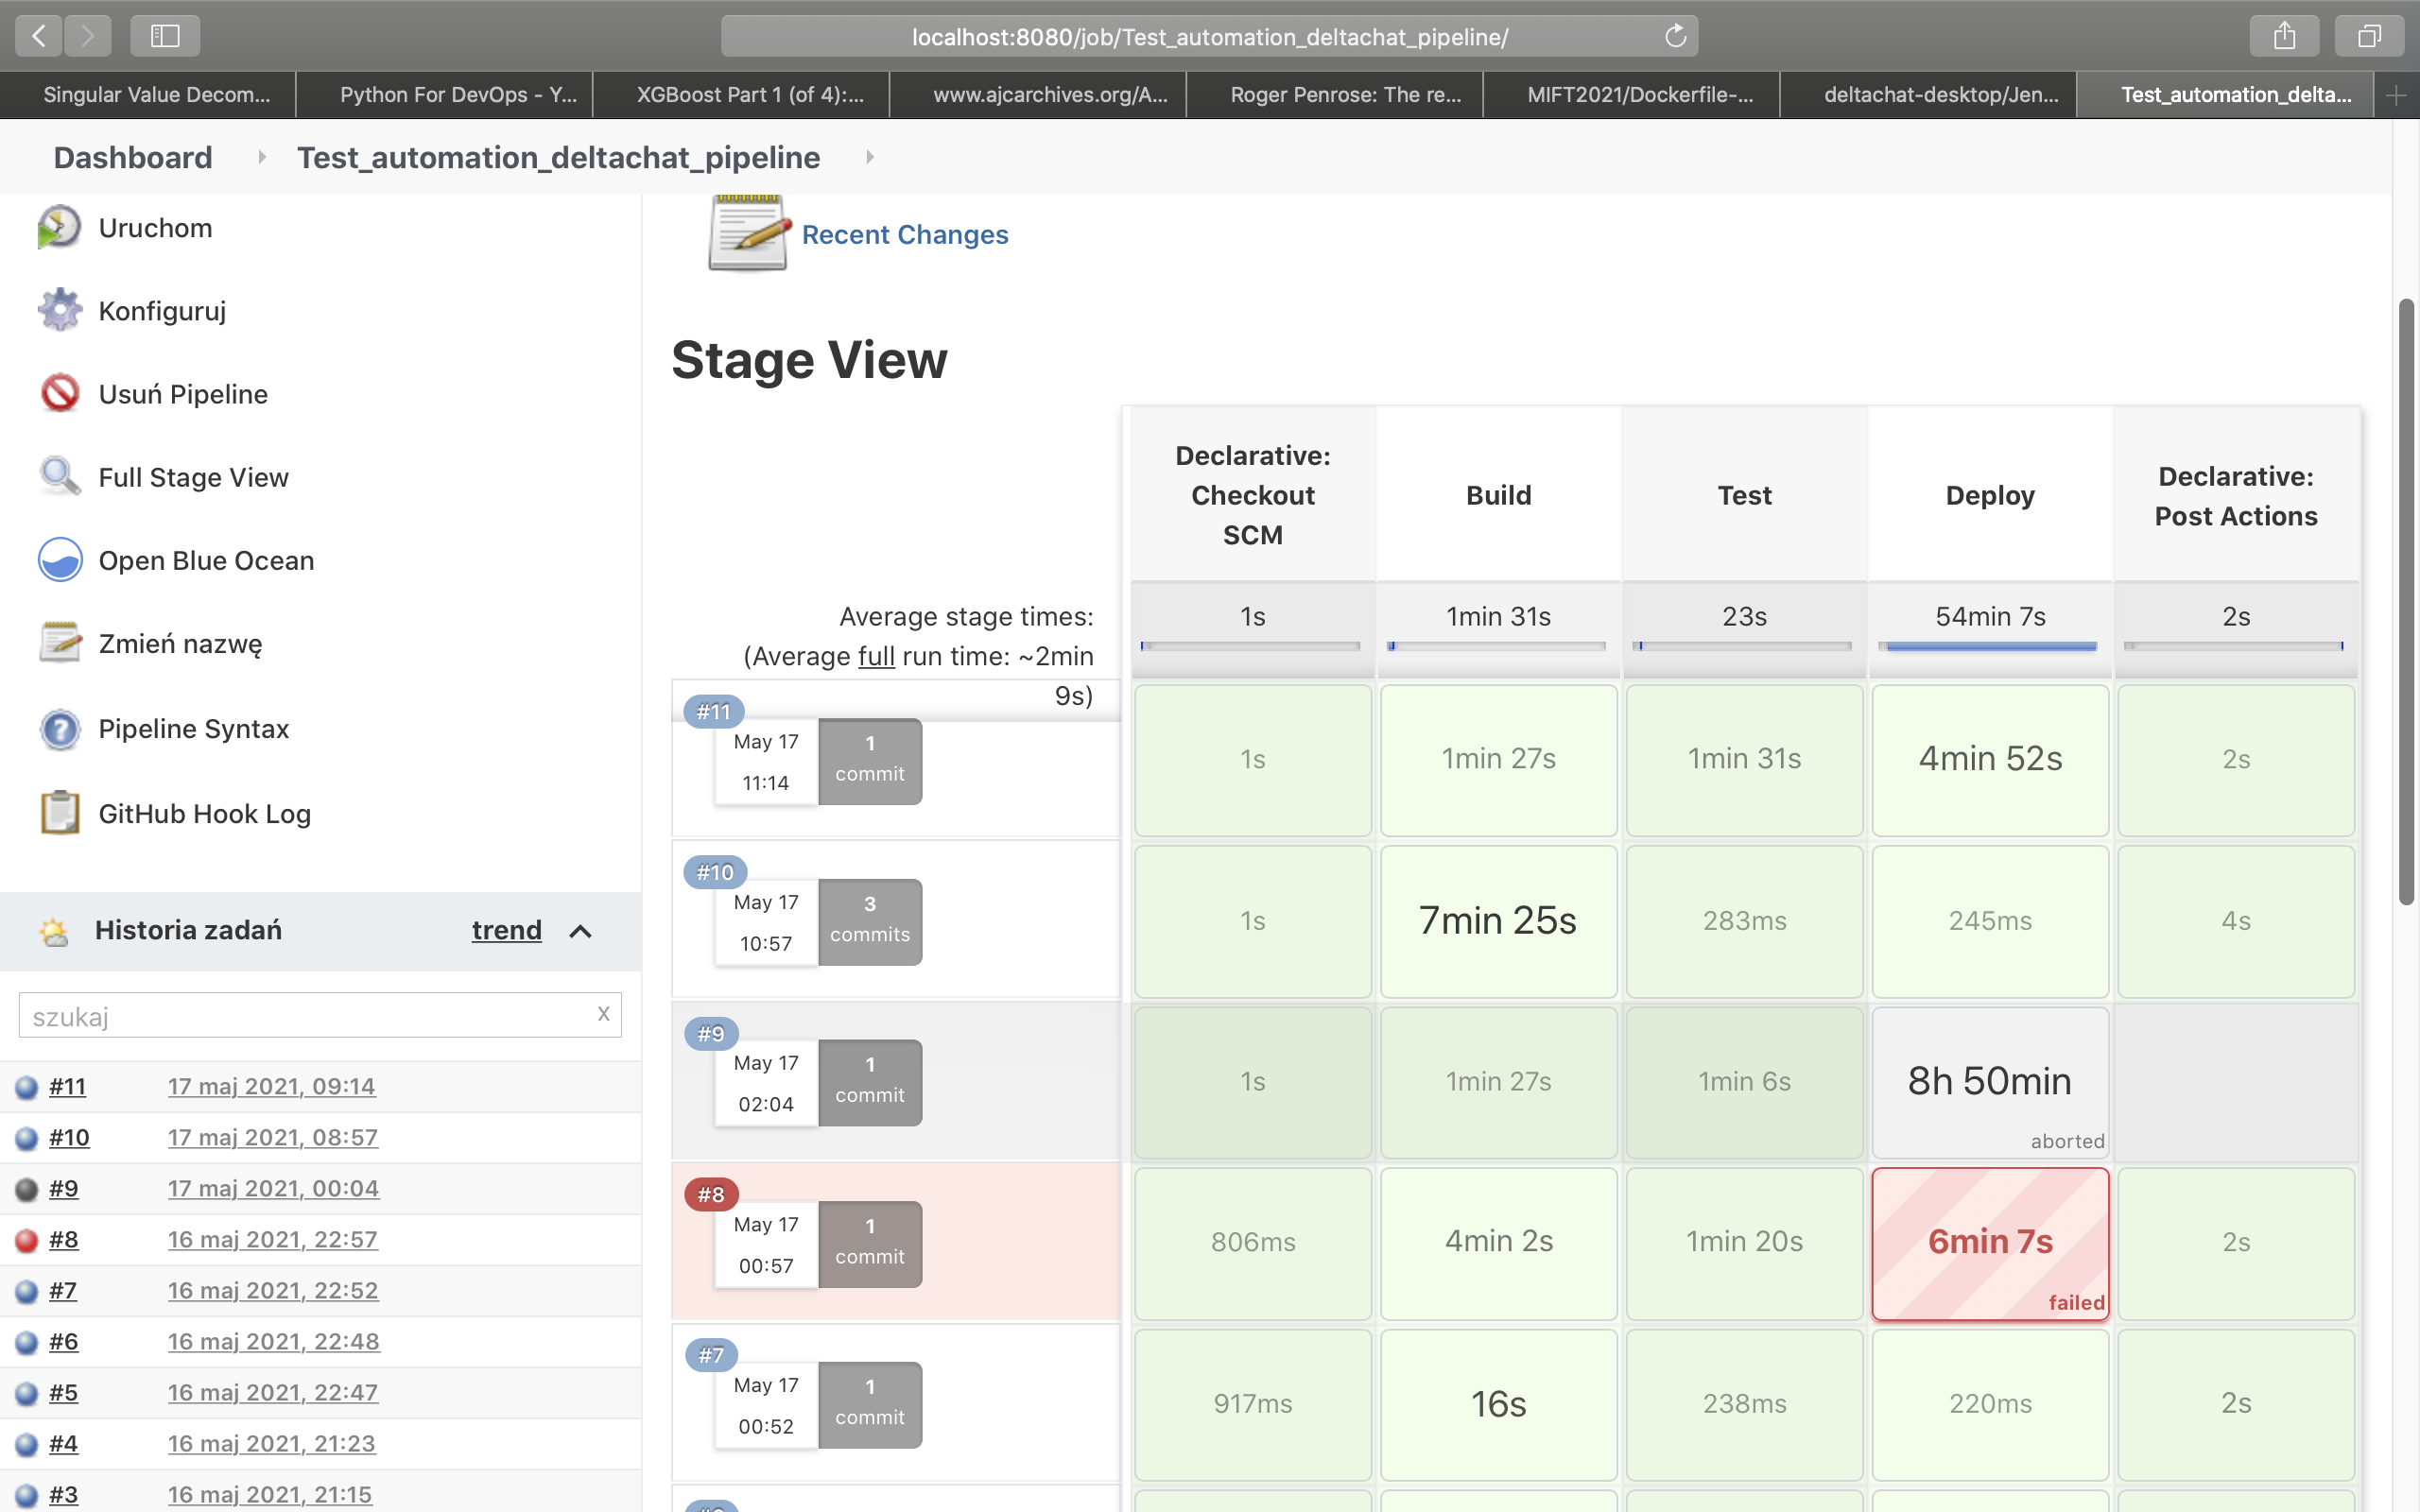 localhost:8080/job/Test_automation_deltachat_pipeline/
Singular Value Decom...
Python For DevOps - Y...
XGBoost Part 1 (of 4):...
www.ajcarchives.org/A...
Roger Penrose: The re...
MIFT2021/Dockerfile-...
deltachat-desktop/Jen...
Test_automation_delta...
Dashboard
Test_automation_deltachat_pipeline
Uruchom
Konfiguruj
Usuń Pipeline
Full Stage View
Open Blue Ocean
Zmień nazwę
Pipeline Syntax
GitHub Hook Log
Historia zadań
trend
szukaj
x
#11 17 maj 2021, 09:14
#10 17 maj 2021, 08:57
#9 17 maj 2021, 00:04
#8 16 maj 2021, 22:57
#7 16 maj 2021, 22:52
#6 16 maj 2021, 22:48
#5 16 maj 2021, 22:47
#4 16 maj 2021, 21:23
#3 16 maj 2021, 21:15
Recent Changes
Stage View
Declarative:
Checkout
SCM
Build
Test
Deploy
Declarative:
Post Actions
Average stage times:
(Average full run time: ~2min
9s)
1s
1min 31s
23s
54min 7s
2s
#11
May 17
11:14
1
commit
1s
1min 27s
1min 31s
4min 52s
2s
#10
May 17
10:57
3
commits
1s
7min 25s
283ms
245ms
4s
#9
May 17
02:04
1
commit
1s
1min 27s
1min 6s
8h 50min
aborted
#8
May 17
00:57
1
commit
806ms
4min 2s
1min 20s
6min 7s
failed
2s
#7
May 17
00:52
1
commit
917ms
16s
238ms
220ms
2s